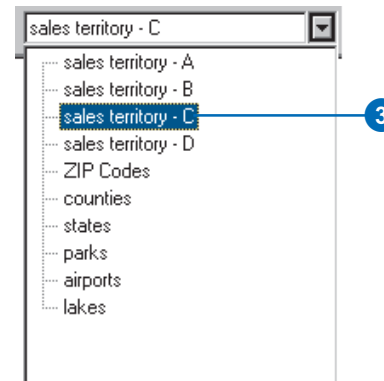 sales territory - C
sales territory - A
sales territory - B
sales territory - C
3
sales territory - D
ZIP Codes
counties
states
parks
airports
lakes